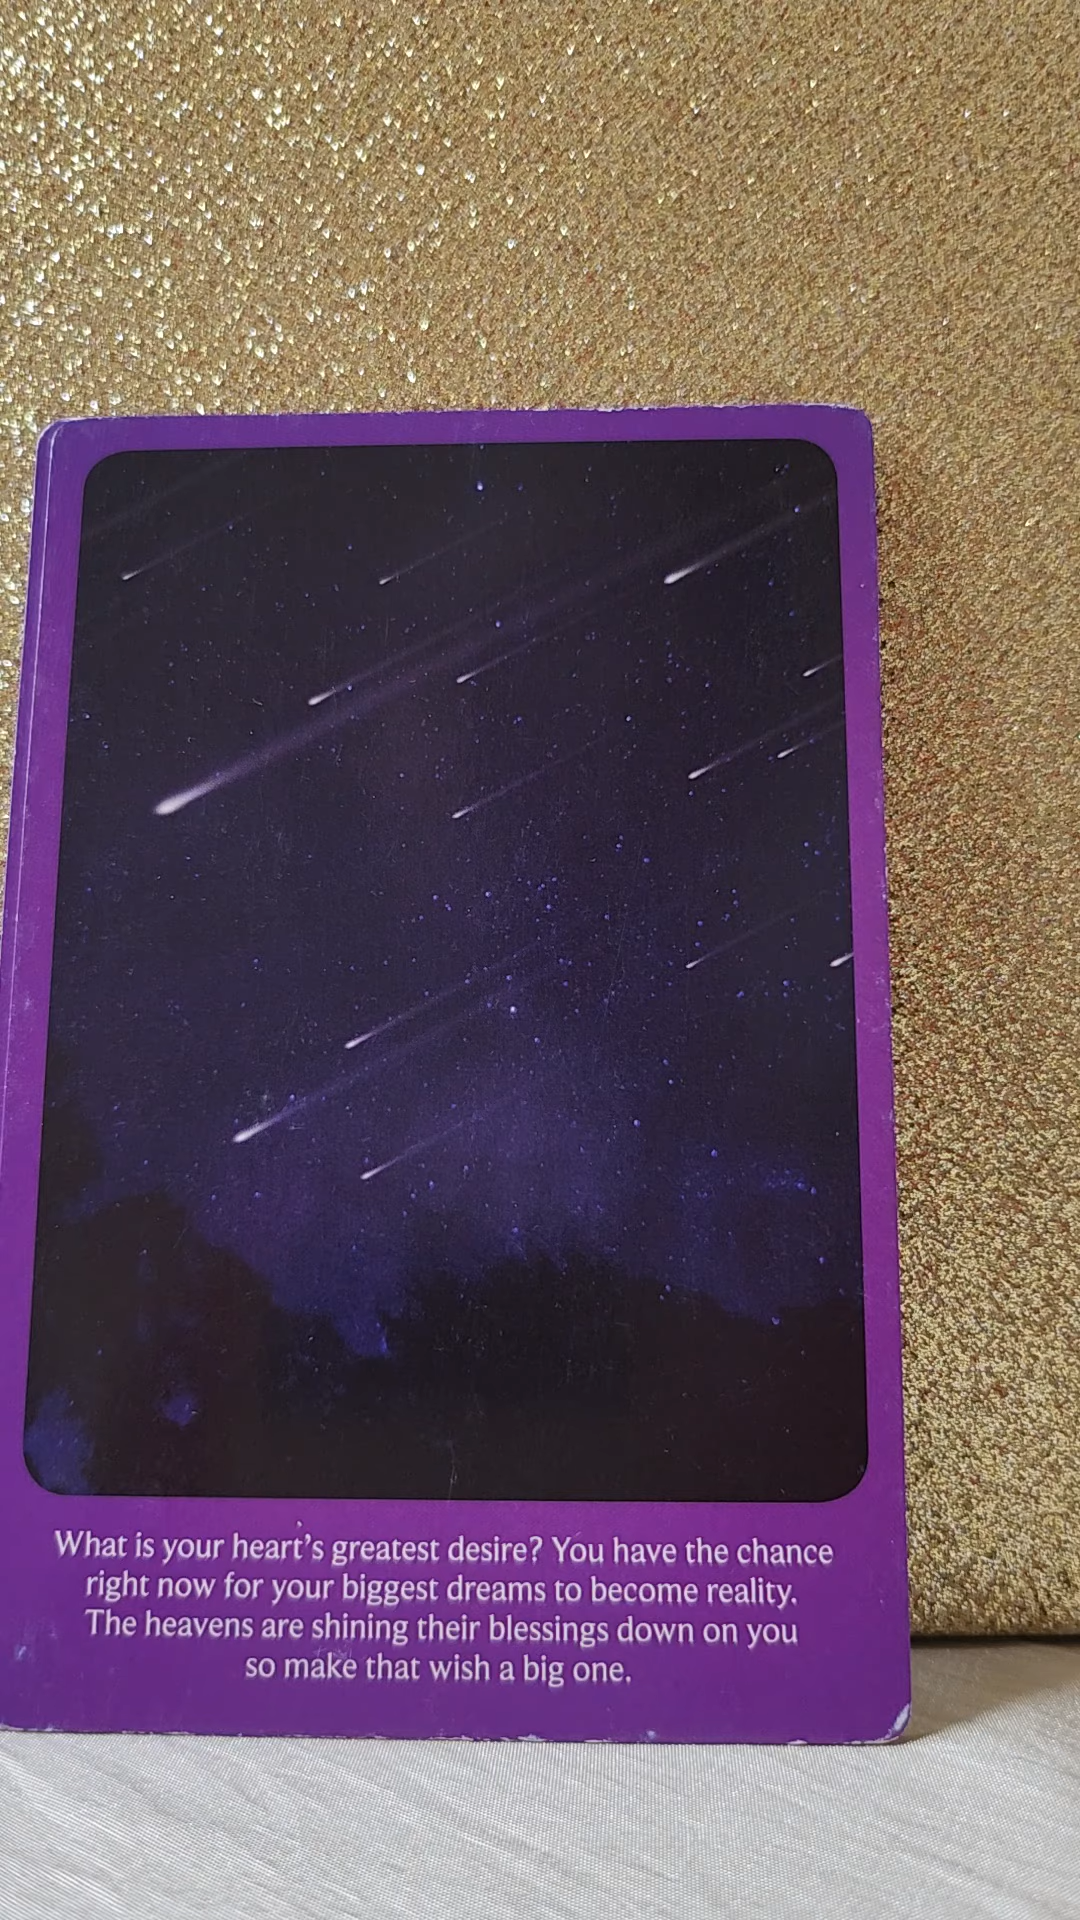 What is your heart's greatest desire? You have the chance
right now for your biggest dreams to become reality.
The heavens are shining their blessings down on you
so make that wish a big one.